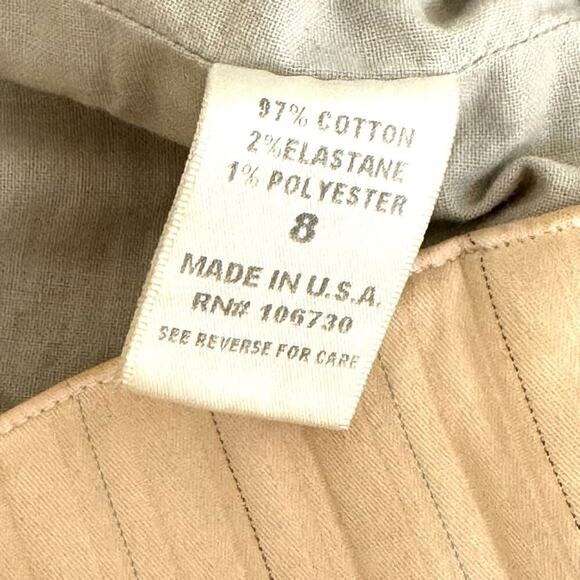 97% COTTON
2% ELASTANE
1% POLYESTER
8
MADE IN U.S.A.
RN# 106730
SEE REVERSE FOR CARE